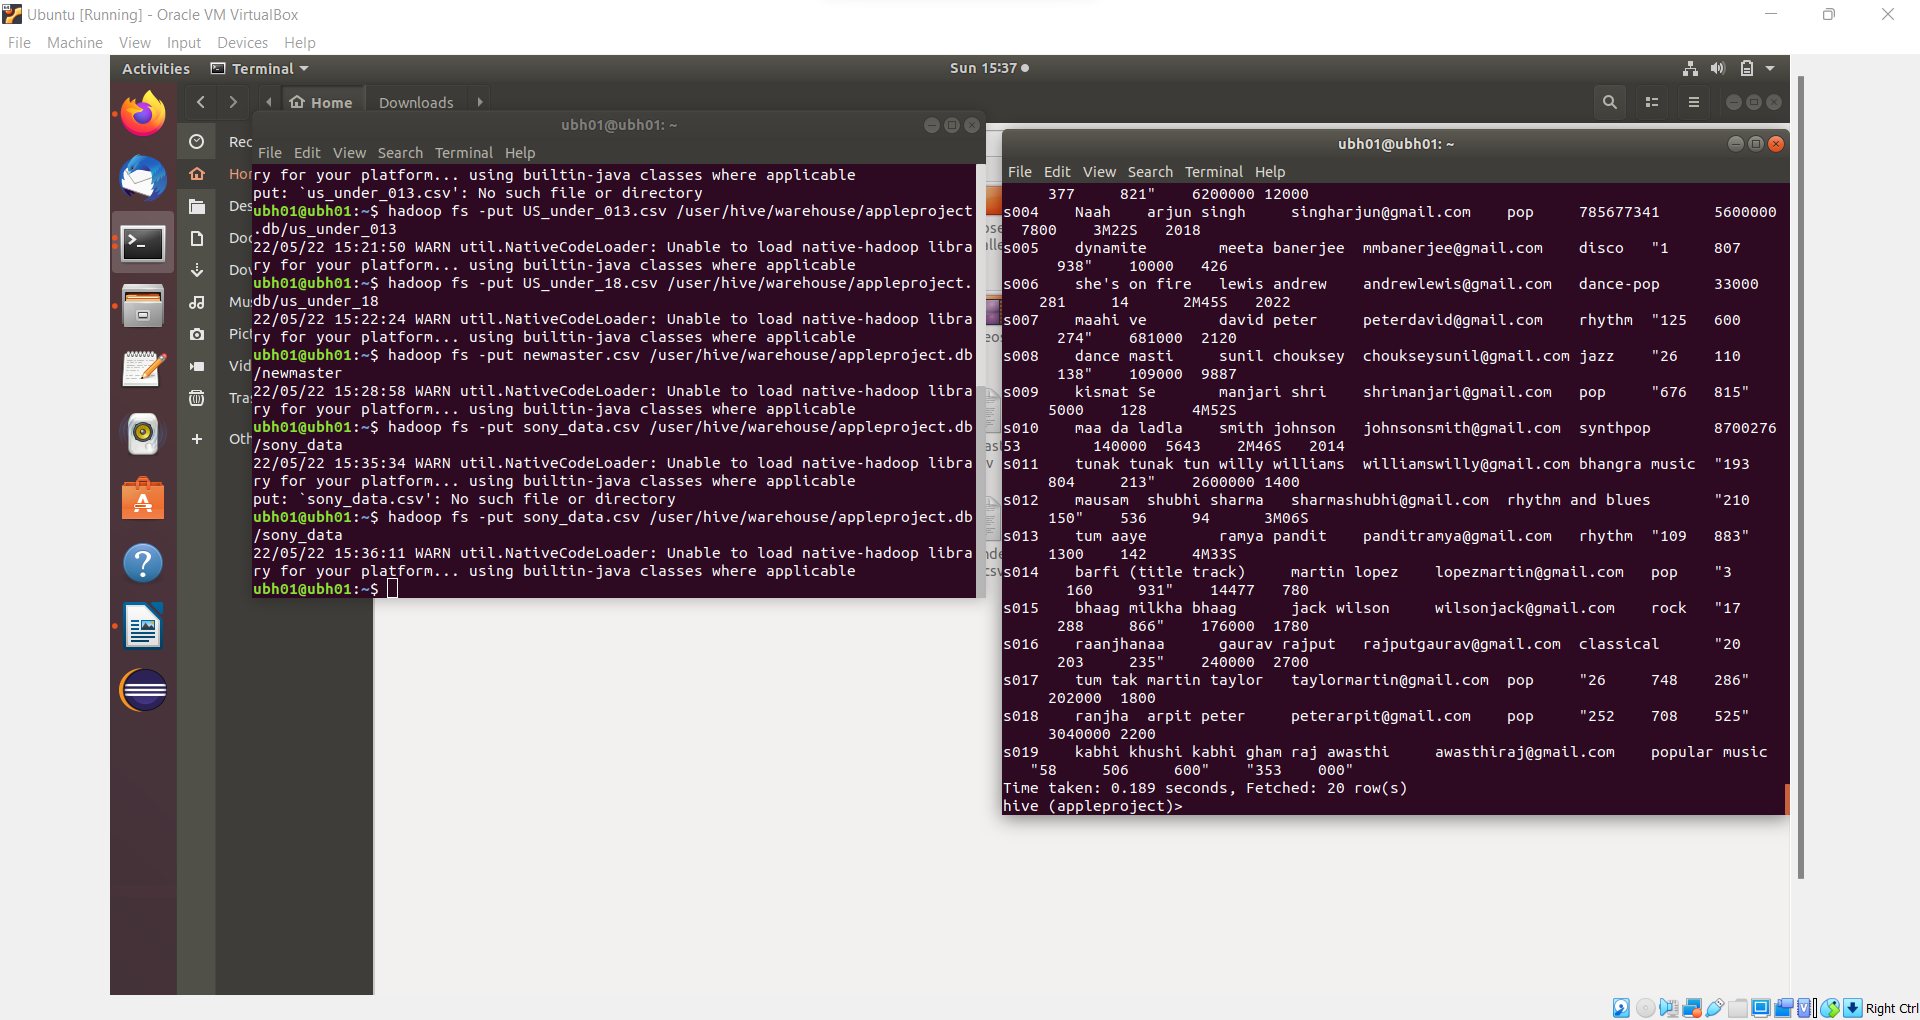 Ubuntu [Running] - Oracle VM VirtualBox
File Machine View Input Devices Help
Activities Terminal Sun 15:37
Home Downloads
Rec
Hor
Des
Doc
Dov
Mus
Pic
Vid
Tra
Oth
ubh01@ubh01: ~
File Edit View Search Terminal Help
ry for your platform... using builtin-java classes where applicable
put: `us_under_013.csv': No such file or directory
ubh01@ubh01:~$ hadoop fs -put US_under_013.csv /user/hive/warehouse/appleproject
.db/us_under_013
22/05/22 15:21:50 WARN util.NativeCodeLoader: Unable to load native-hadoop libra
ry for your platform... using builtin-java classes where applicable
ubh01@ubh01:~$ hadoop fs -put US_under_18.csv /user/hive/warehouse/appleproject.
db/us_under_18
22/05/22 15:22:24 WARN util.NativeCodeLoader: Unable to load native-hadoop libra
ry for your platform... using builtin-java classes where applicable
ubh01@ubh01:~$ hadoop fs -put newmaster.csv /user/hive/warehouse/appleproject.db
/newmaster
22/05/22 15:28:58 WARN util.NativeCodeLoader: Unable to load native-hadoop libra
ry for your platform... using builtin-java classes where applicable
ubh01@ubh01:~$ hadoop fs -put sony_data.csv /user/hive/warehouse/appleproject.db
/sony_data
22/05/22 15:35:34 WARN util.NativeCodeLoader: Unable to load native-hadoop libra
ry for your platform... using builtin-java classes where applicable
put: `sony_data.csv': No such file or directory
ubh01@ubh01:~$ hadoop fs -put sony_data.csv /user/hive/warehouse/appleproject.db
/sony_data
22/05/22 15:36:11 WARN util.NativeCodeLoader: Unable to load native-hadoop libra
ry for your platform... using builtin-java classes where applicable
ubh01@ubh01:~$
ubh01@ubh01: ~
File Edit View Search Terminal Help
377 821" 6200000 12000
s004 Naah arjun singh singharjun@gmail.com pop 785677341 5600000
7800 3M22S 2018
s005 dynamite meeta banerjee mmbanerjee@gmail.com disco "1 807
938" 10000 426
s006 she's on fire lewis andrew andrewlewis@gmail.com dance-pop 33000
281 14 2M45S 2022
s007 maahi ve david peter peterdavid@gmail.com rhythm "125 600
274" 681000 2120
s008 dance masti sunil chouksey choukseysunil@gmail.com jazz "26 110
138" 109000 9887
s009 kismat Se manjari shri shrimanjari@gmail.com pop "676 815"
5000 128 4M52S
s010 maa da ladla smith johnson johnsonsmith@gmail.com synthpop 8700276
53 140000 5643 2M46S 2014
s011 tunak tunak tun willy williams williamswilly@gmail.com bhangra music "193
804 213" 2600000 1400
s012 mausam shubhi sharma sharmashubhi@gmail.com rhythm and blues "210
150" 536 94 3M06S
s013 tum aaye ramya pandit panditramya@gmail.com rhythm "109 883"
1300 142 4M33S
s014 barfi (title track) martin lopez lopezmartin@gmail.com pop "3
160 931" 14477 780
s015 bhaag milkha bhaag jack wilson wilsonjack@gmail.com rock "17
288 866" 176000 1780
s016 raanjhanaa gaurav rajput rajputgaurav@gmail.com classical "20
203 235" 240000 2700
s017 tum tak martin taylor taylormartin@gmail.com pop "26 748 286"
202000 1800
s018 ranjha arpit peter peterarpit@gmail.com pop "252 708 525"
3040000 2200
s019 kabhi khushi kabhi gham raj awasthi awasthiraj@gmail.com popular music
"58 506 600" "353 000"
Time taken: 0.189 seconds, Fetched: 20 row(s)
hive (appleproject)>
Right Ctrl